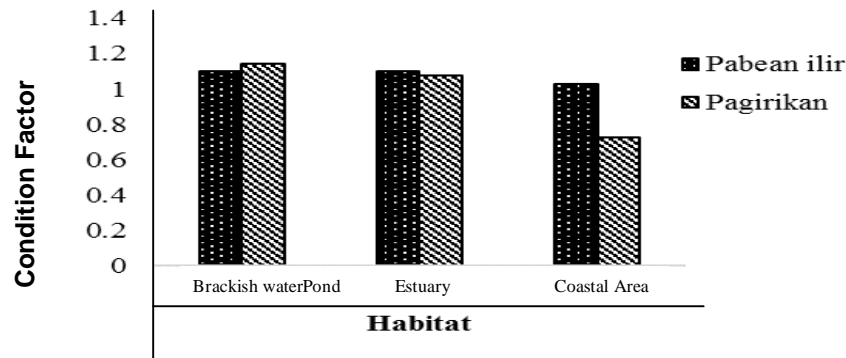 1.4
1.2
1
0.8
0.6
0.4
0.2
0
Condition Factor
Pabean ilir
Pagirikan
Brackish waterPond Estuary Coastal Area
Habitat